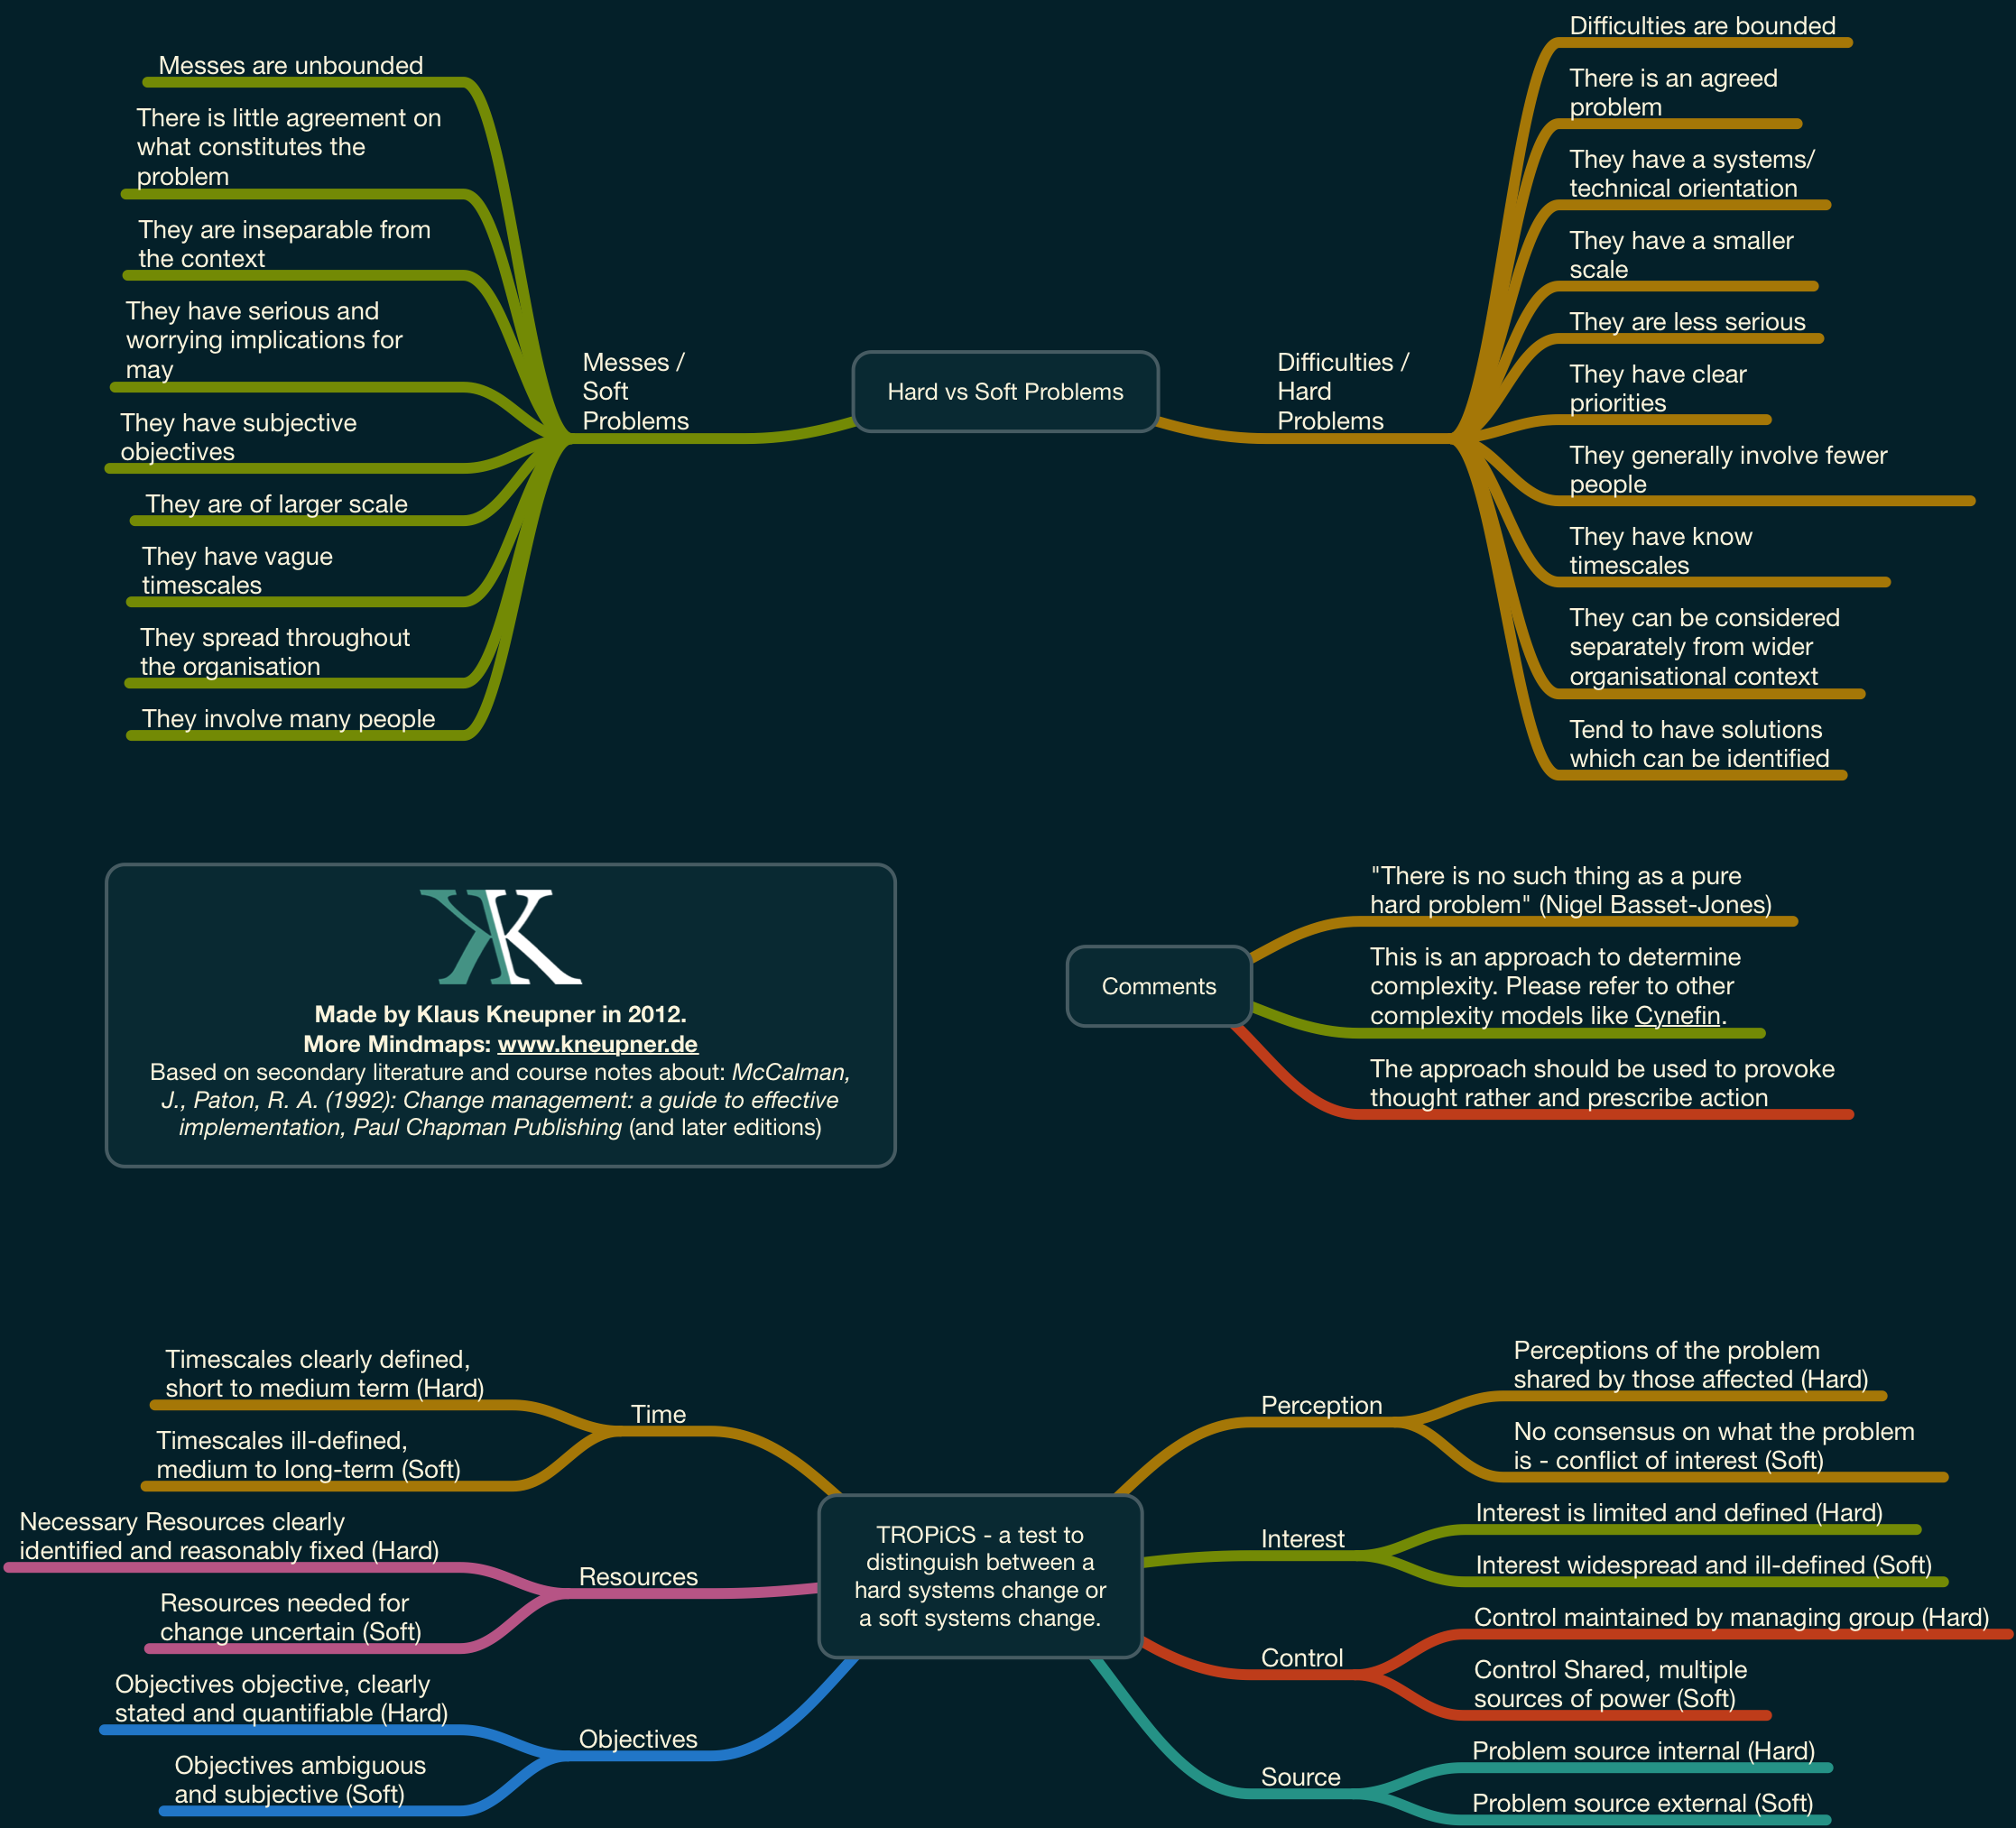 Messes are unbounded
There is little agreement on
what constitutes the
problem
They are inseparable from
the context
They have serious and
worrying implications for
may
They have subjective
objectives
They are of larger scale
They have vague
timescales
They spread throughout
the organisation
They involve many people
Messes /
Soft
Problems
Hard vs Soft Problems
Difficulties /
Hard
Problems
Difficulties are bounded
There is an agreed
problem
They have a systems/
technical orientation
They have a smaller
scale
They are less serious
They have clear
priorities
They generally involve fewer
people
They have know
timescales
They can be considered
separately from wider
organisational context
Tend to have solutions
which can be identified
KK
Made by Klaus Kneupner in 2012.
More Mindmaps: www.kneupner.de
Based on secondary literature and course notes about: McCalman,
J., Paton, R. A. (1992): Change management: a guide to effective
implementation, Paul Chapman Publishing (and later editions)
Comments
"There is no such thing as a pure
hard problem" (Nigel Basset-Jones)
This is an approach to determine
complexity. Please refer to other
complexity models like Cynefin.
The approach should be used to provoke
thought rather and prescribe action
Timescales clearly defined,
short to medium term (Hard)
Timescales ill-defined,
medium to long-term (Soft)
Time
Necessary Resources clearly
identified and reasonably fixed (Hard)
Resources needed for
change uncertain (Soft)
Resources
Objectives objective, clearly
stated and quantifiable (Hard)
Objectives ambiguous
and subjective (Soft)
Objectives
TROPiCS - a test to
distinguish between a
hard systems change or
a soft systems change.
Perception
Perceptions of the problem
shared by those affected (Hard)
No consensus on what the problem
is - conflict of interest (Soft)
Interest
Interest is limited and defined (Hard)
Interest widespread and ill-defined (Soft)
Control
Control maintained by managing group (Hard)
Control Shared, multiple
sources of power (Soft)
Source
Problem source internal (Hard)
Problem source external (Soft)